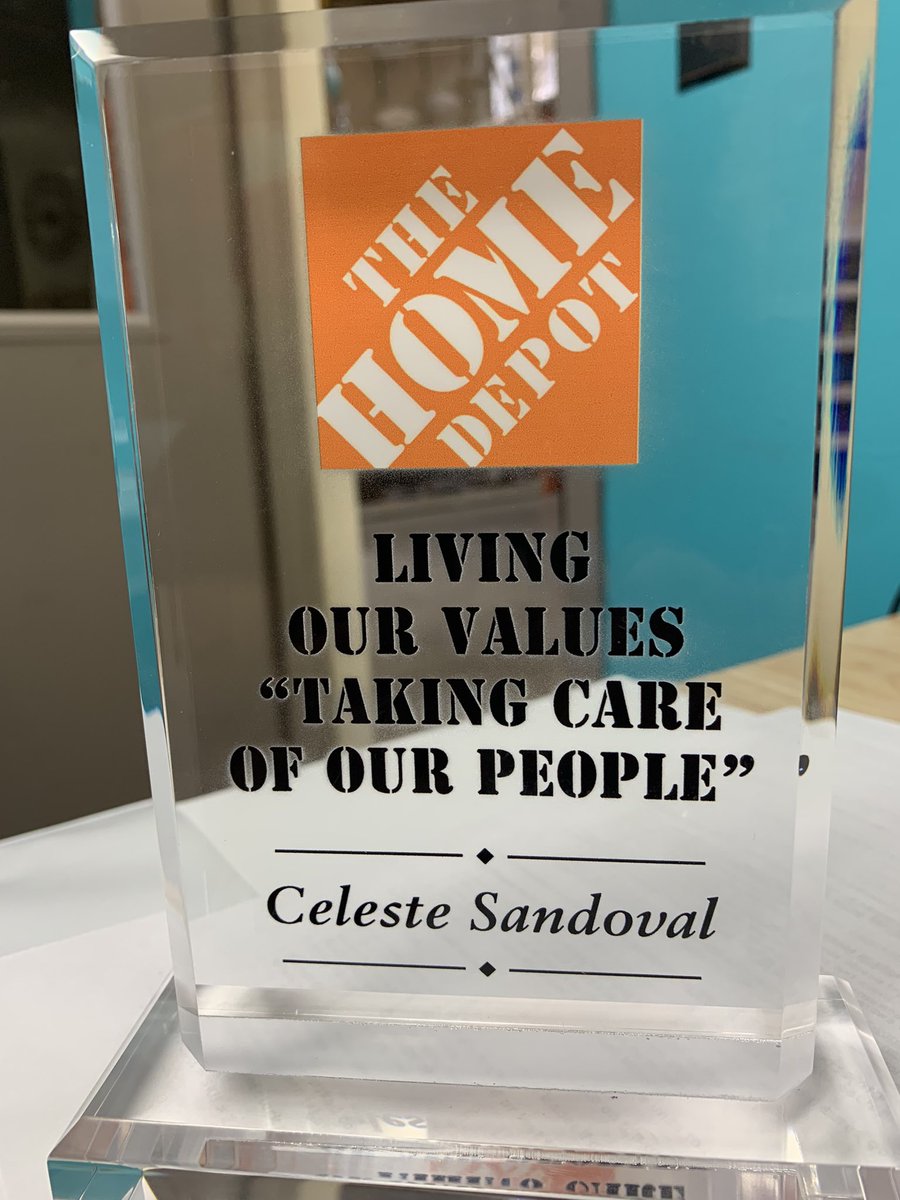 THE
HOME
DEPOT
LIVING
OUR VALUES
“TAKING CARE
OF OUR PEOPLE”
Celeste Sandoval